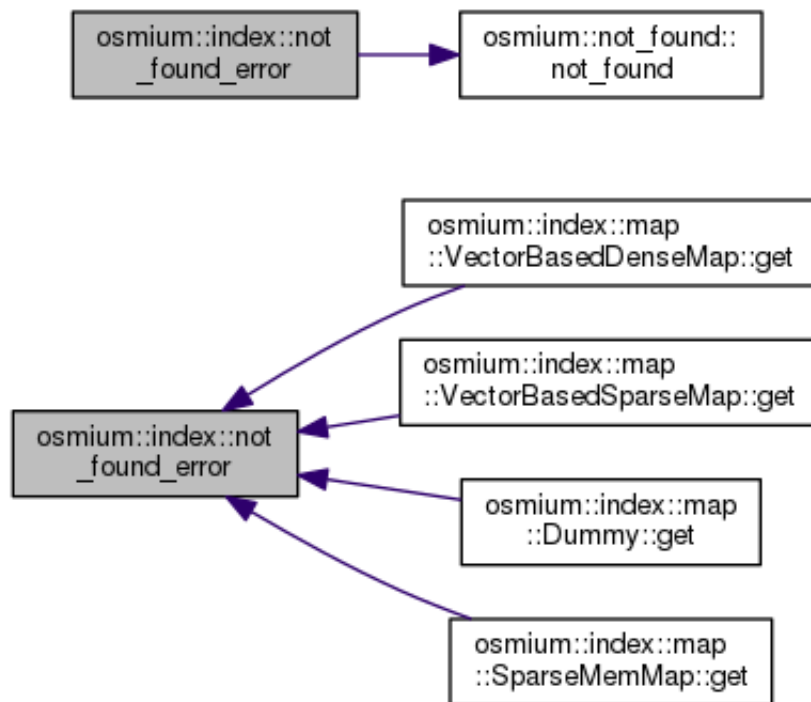 osmium::index::not
_found_error
osmium::not_found::
not_found
osmium::index::map
::VectorBasedDenseMap::get
osmium::index::map
::VectorBasedSparseMap::get
osmium::index::not
_found_error
osmium::index::map
::Dummy::get
osmium::index::map
::SparseMemMap::get